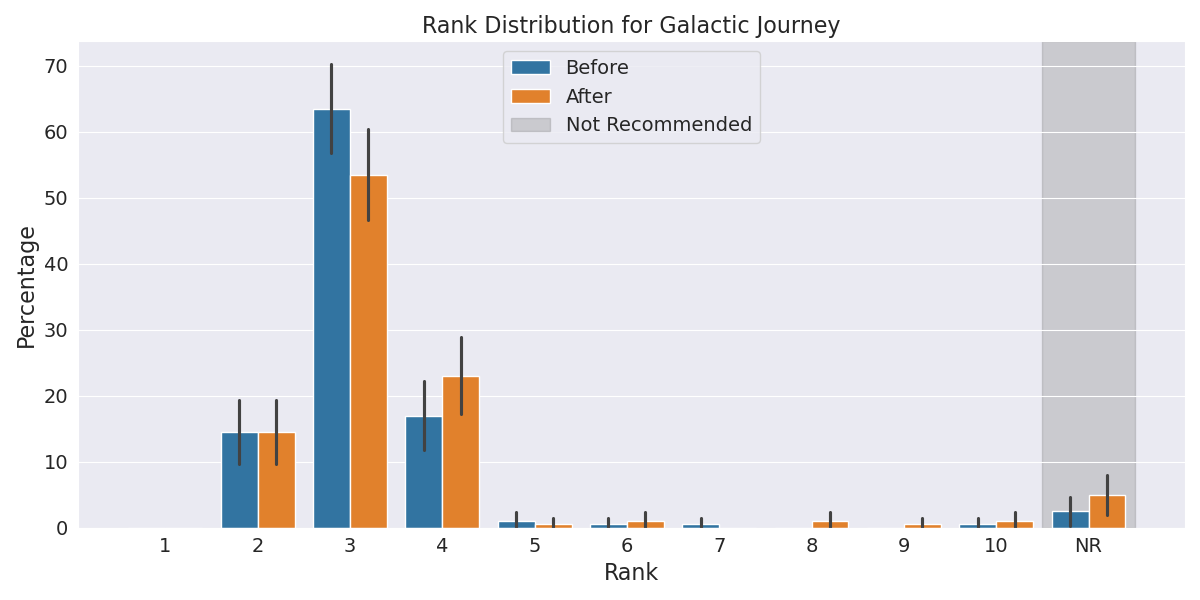 Rank Distribution for Galactic Journey
Before
After
Not Recommended
Percentage
70
60
50
40
30
20
10
0
1 2 3 4 5 6 7 8 9 10 NR
Rank